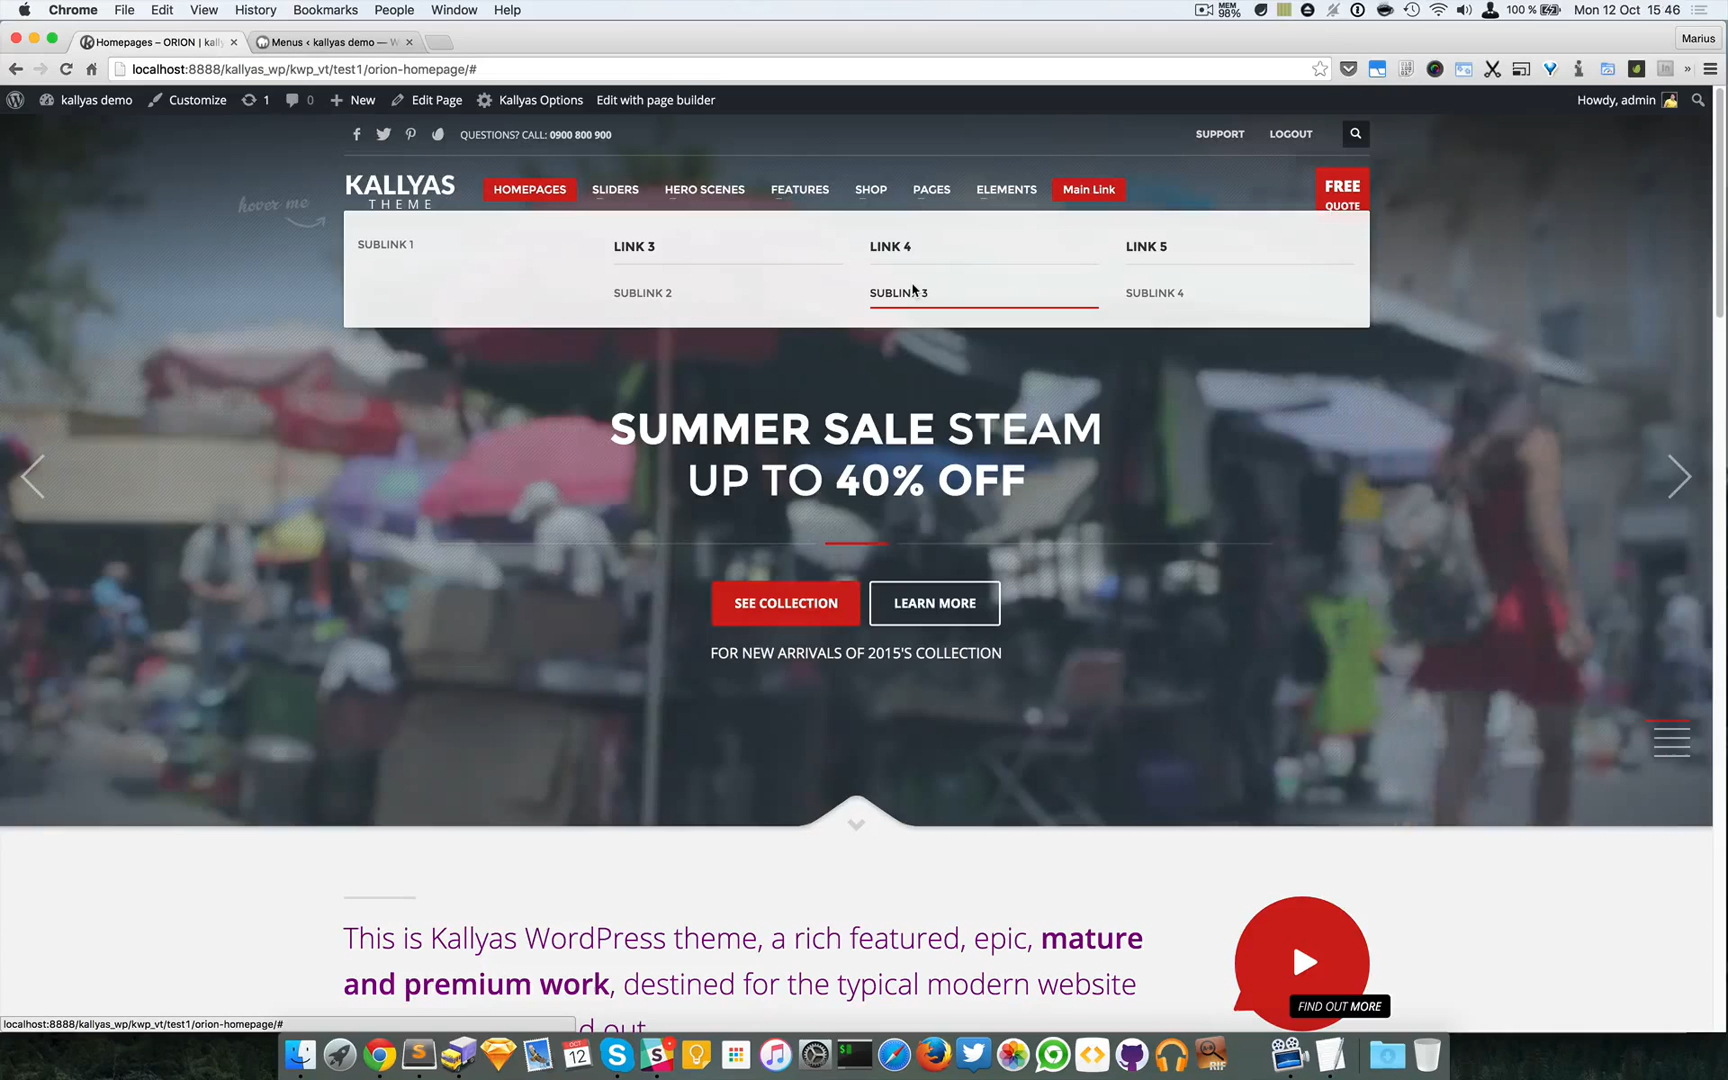 Chrome File Edit View History Bookmarks People Window Help
MEM 98% 100 % Mon 12 Oct 15 46
Homepages – ORION | kally Menus ‹ kallyas demo — W Marius
localhost:8888/kallyas_wp/kwp_vt/test1/orion-homepage/#
kallyas demo Customize 1 0 New Edit Page Kallyas Options Edit with page builder Howdy, admin
QUESTIONS? CALL: 0900 800 900 SUPPORT LOGOUT
hover me
KALLYAS
THEME
HOMEPAGES SLIDERS HERO SCENES FEATURES SHOP PAGES ELEMENTS Main Link
FREE
QUOTE
SUBLINK 1 LINK 3 LINK 4 LINK 5
SUBLINK 2 SUBLINK 3 SUBLINK 4
SUMMER SALE STEAM
UP TO 40% OFF
SEE COLLECTION LEARN MORE
FOR NEW ARRIVALS OF 2015'S COLLECTION
This is Kallyas WordPress theme, a rich featured, epic, mature
and premium work, destined for the typical modern website
d out
FIND OUT MORE
localhost:8888/kallyas_wp/kwp_vt/test1/orion-homepage/#